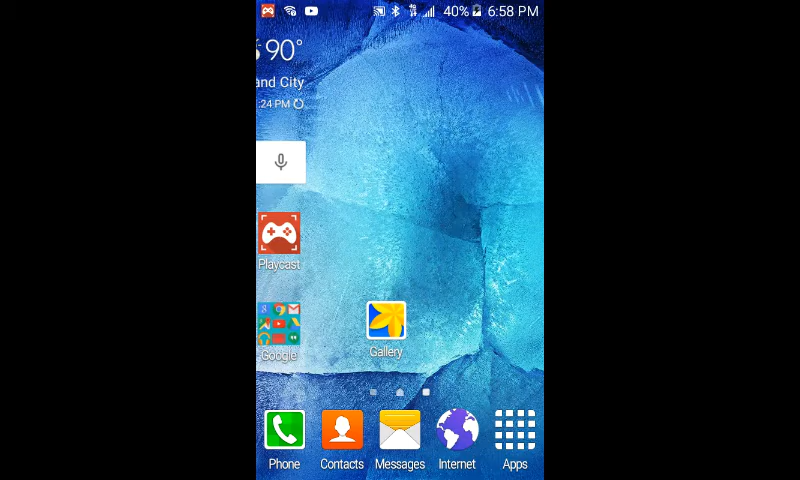 40% 6:58 PM
90°
and City
:24 PM
Playcast
Google
Gallery
Phone Contacts Messages Internet Apps